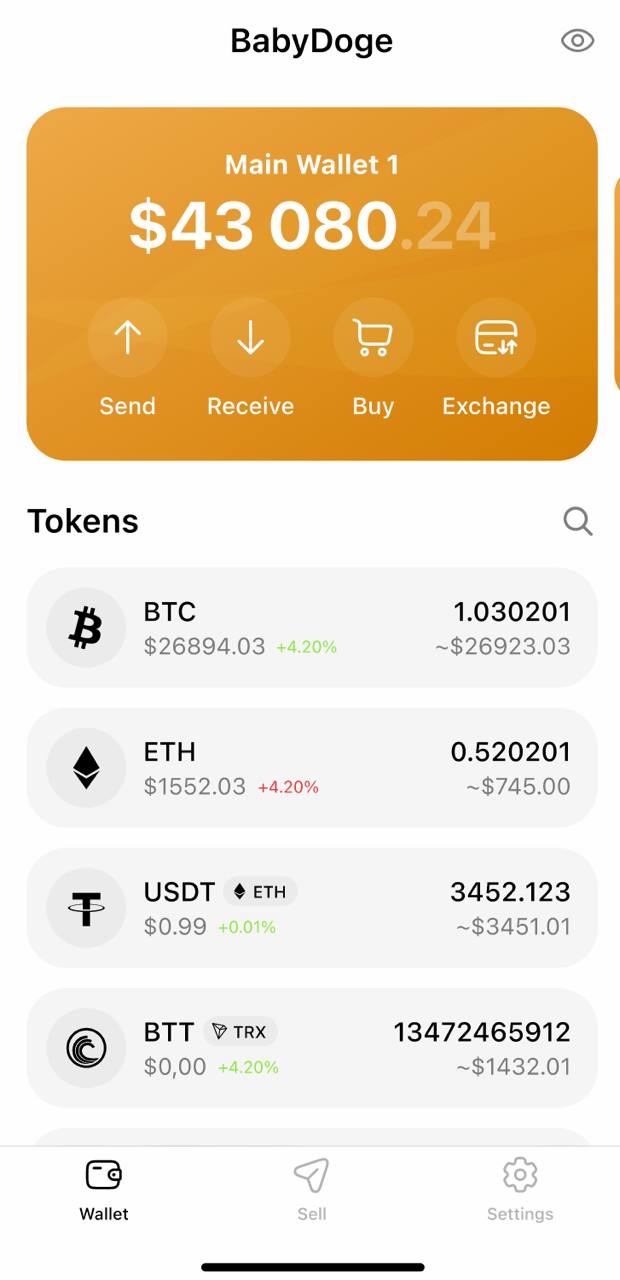 BabyDoge
Main Wallet 1
$43 080.24
Send Receive Buy Exchange
Tokens
BTC 1.030201
$26894.03 +4.20% ~$26923.03
ETH 0.520201
$1552.03 +4.20% ~$745.00
USDT ETH 3452.123
$0.99 +0.01% ~$3451.01
BTT TRX 13472465912
$0,00 +4.20% ~$1432.01
Wallet Sell Settings